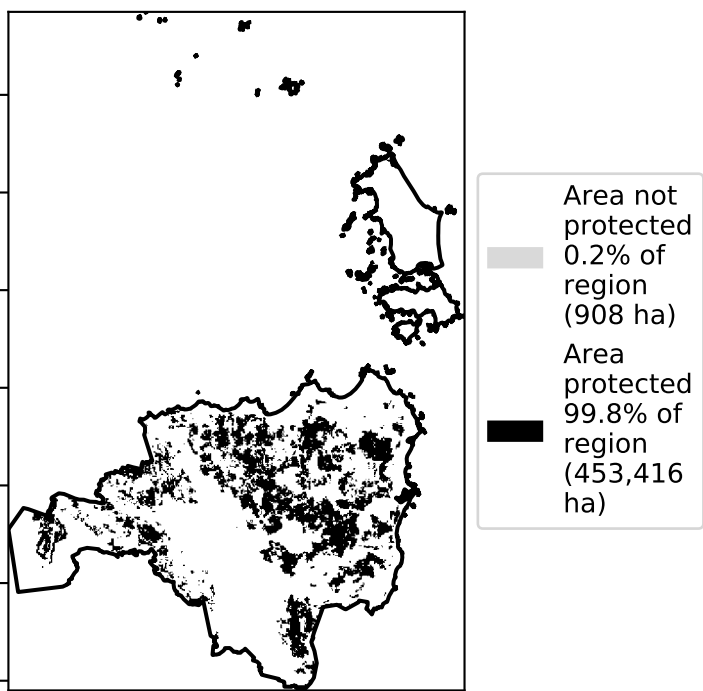 Area not
protected
0.2% of
region
(908 ha)
Area
protected
99.8% of
region
(453,416
ha)